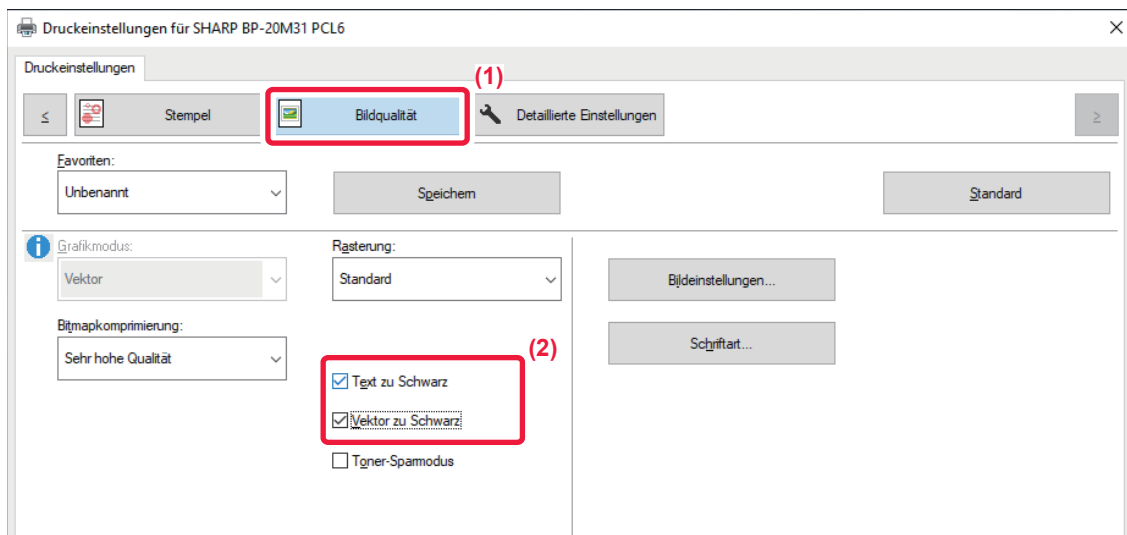 Druckeinstellungen für SHARP BP-20M31 PCL6
Druckeinstellungen
(1)
< Stempel Bildqualität Detaillierte Einstellungen >
Favoriten:
Unbenannt Speichern Standard
Grafikmodus: Rasterung:
Vektor Standard Bildeinstellungen...
Bitmapkomprimierung:
Sehr hohe Qualität Schriftart...
(2)
Text zu Schwarz
Vektor zu Schwarz
Toner-Sparmodus